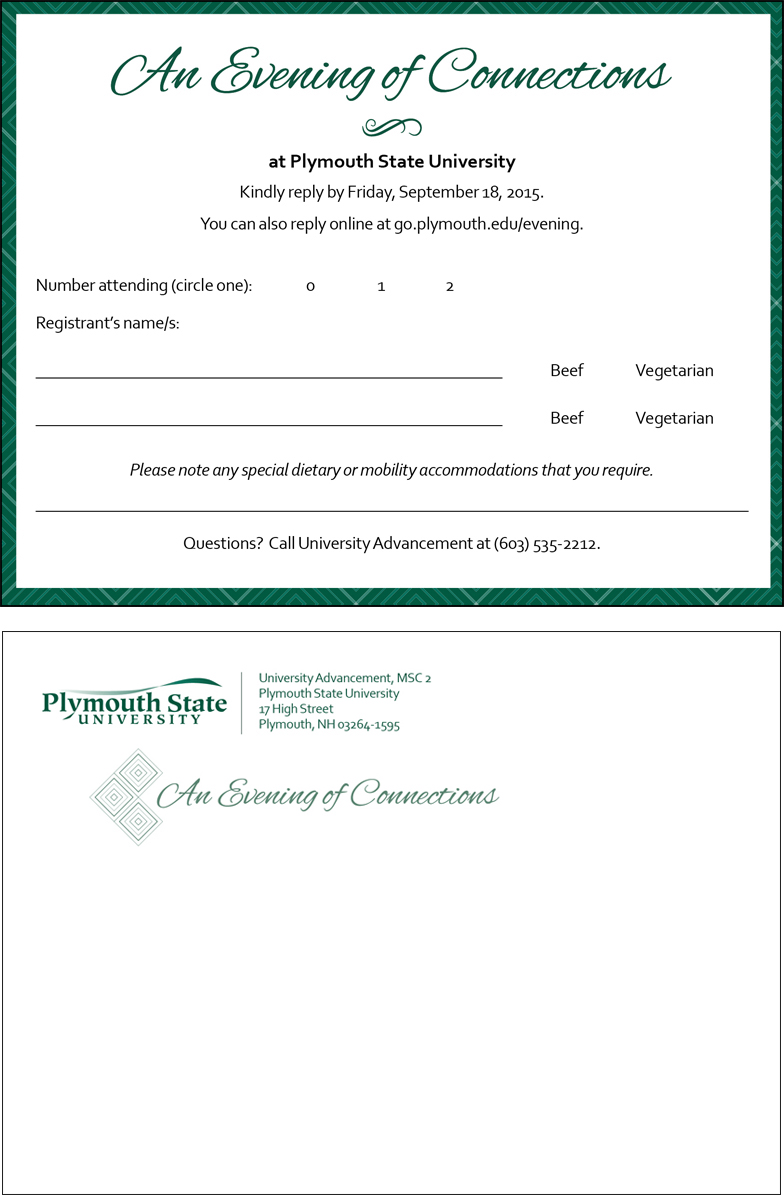 An Evening of Connections
at Plymouth State University
Kindly reply by Friday, September 18, 2015.
You can also reply online at go.plymouth.edu/evening.
Number attending (circle one): 0 1 2
Registrant's name/s:
Beef Vegetarian
Beef Vegetarian
Please note any special dietary or mobility accommodations that you require.
Questions? Call University Advancement at (603) 535-2212.
Plymouth State
UNIVERSITY
University Advancement, MSC 2
Plymouth State University
17 High Street
Plymouth, NH 03264-1595
An Evening of Connections